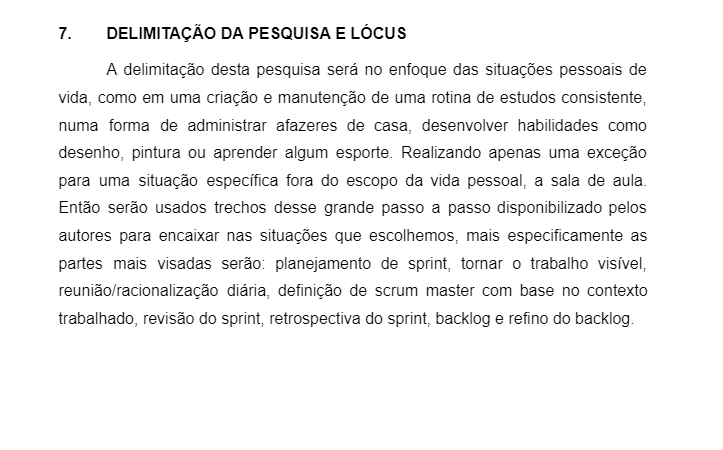 7. DELIMITAÇÃO DA PESQUISA E LÓCUS
A delimitação desta pesquisa será no enfoque das situações pessoais de
vida, como em uma criação e manutenção de uma rotina de estudos consistente,
numa forma de administrar afazeres de casa, desenvolver habilidades como
desenho, pintura ou aprender algum esporte. Realizando apenas uma exceção
para uma situação específica fora do escopo da vida pessoal, a sala de aula.
Então serão usados trechos desse grande passo a passo disponibilizado pelos
autores para encaixar nas situações que escolhemos, mais especificamente as
partes mais visadas serão: planejamento de sprint, tornar o trabalho visível,
reunião/racionalização diária, definição de scrum master com base no contexto
trabalhado, revisão do sprint, retrospectiva do sprint, backlog e refino do backlog.